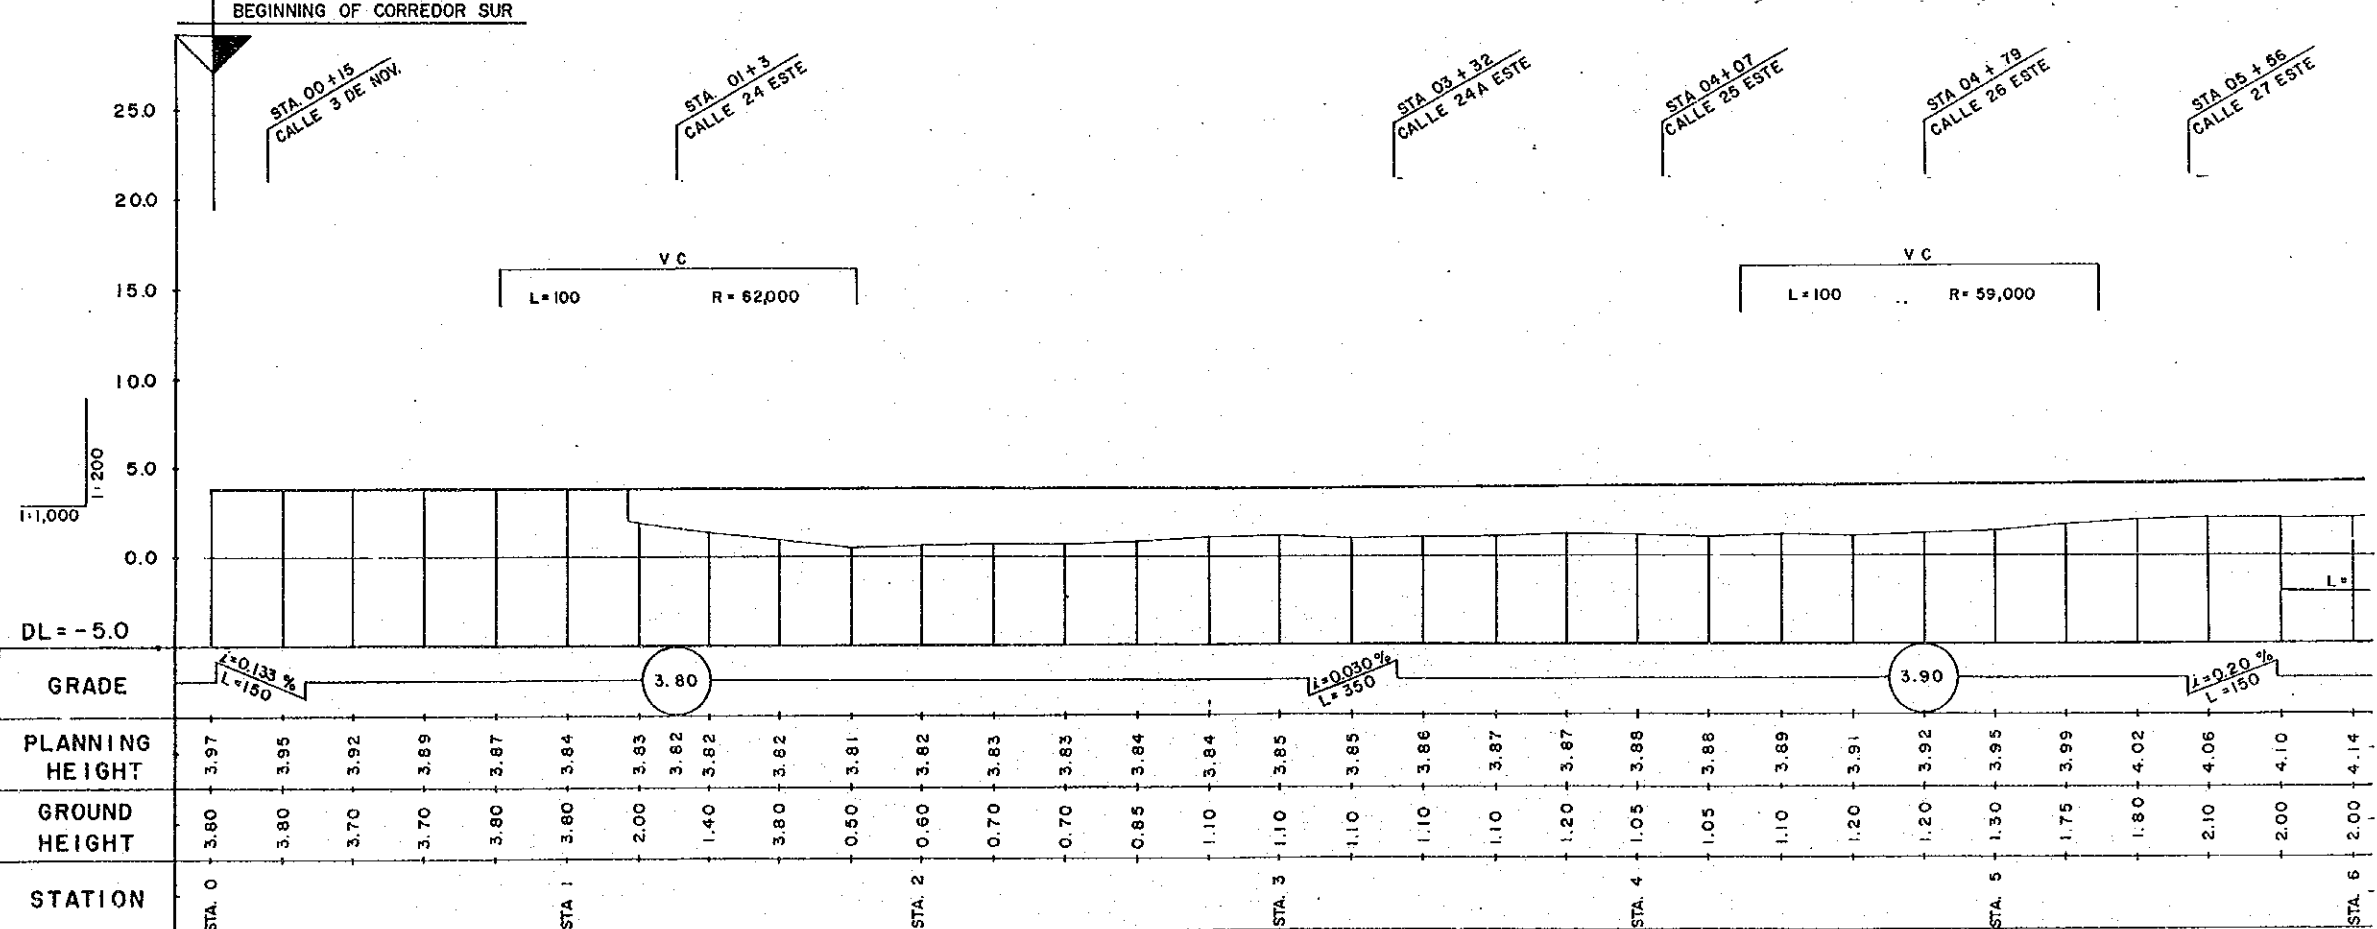 BEGINNING OF CORREDOR SUR
STA. 00+15
CALLE 3 DE NOV.
STA. 01+3
CALLE 24 ESTE
STA 03 + 32
CALLE 24A ESTE
STA 04+07
CALLE 25 ESTE
STA 04 + 79
CALLE 26 ESTE
STA 05 + 56
CALLE 27 ESTE
25.0
20.0
15.0
10.0
5.0
0.0
DL = -5.0
1:200
1:1,000
V C
L=100 R= 62,000
V C
L=100 R= 59,000
L=
GRADE
i=0.133 %
L=150
3.80
i=0.030 %
L= 350
3.90
i=0.20 %
L=150
PLANNING HEIGHT
3.97 3.95 3.92 3.89 3.87 3.84 3.83 3.82 3.82 3.82 3.81 3.82 3.83 3.83 3.84 3.84 3.85 3.85 3.86 3.87 3.87 3.88 3.88 3.89 3.91 3.92 3.95 3.99 4.02 4.06 4.10 4.14
GROUND HEIGHT
3.80 3.80 3.70 3.70 3.80 3.80 2.00 1.40 3.80 0.50 0.60 0.70 0.70 0.85 1.10 1.10 1.10 1.10 1.10 1.20 1.05 1.05 1.10 1.20 1.20 1.30 1.75 1.80 2.10 2.00 2.00
STATION
STA. 0 STA 1 STA. 2 STA. 3 STA. 4 STA. 5 STA. 6